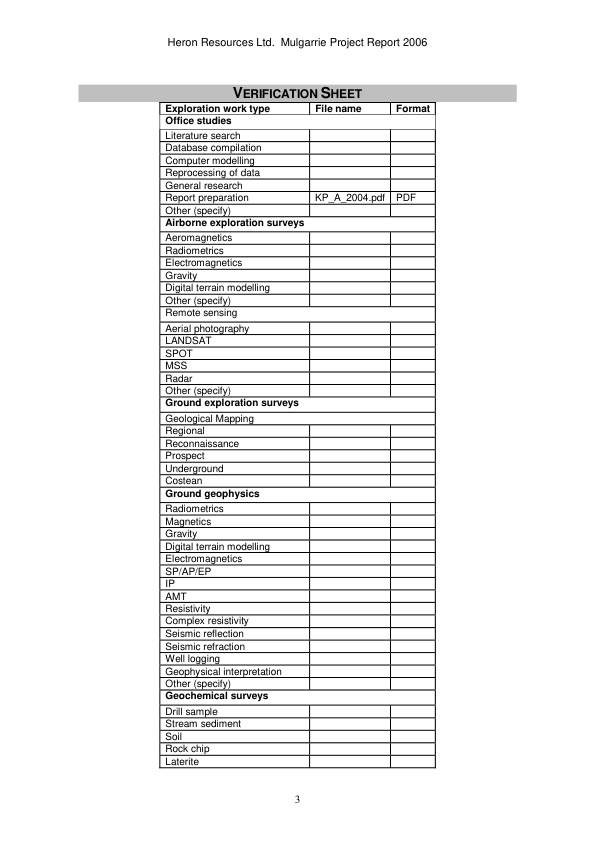 Heron Resources Ltd.  Mulgarrie Project Report 2006
VERIFICATION SHEET
Exploration work type File name Format
Office studies
Literature search
Database compilation
Computer modelling
Reprocessing of data
General research
Report preparation KP_A_2004.pdf PDF
Other (specify)
Airborne exploration surveys
Aeromagnetics
Radiometrics
Electromagnetics
Gravity
Digital terrain modelling
Other (specify)
Remote sensing
Aerial photography
LANDSAT
SPOT
MSS
Radar
Other (specify)
Ground exploration surveys
Geological Mapping
Regional
Reconnaissance
Prospect
Underground
Costean
Ground geophysics
Radiometrics
Magnetics
Gravity
Digital terrain modelling
Electromagnetics
SP/AP/EP
IP
AMT
Resistivity
Complex resistivity
Seismic reflection
Seismic refraction
Well logging
Geophysical interpretation
Other (specify)
Geochemical surveys
Drill sample
Stream sediment
Soil
Rock chip
Laterite
3